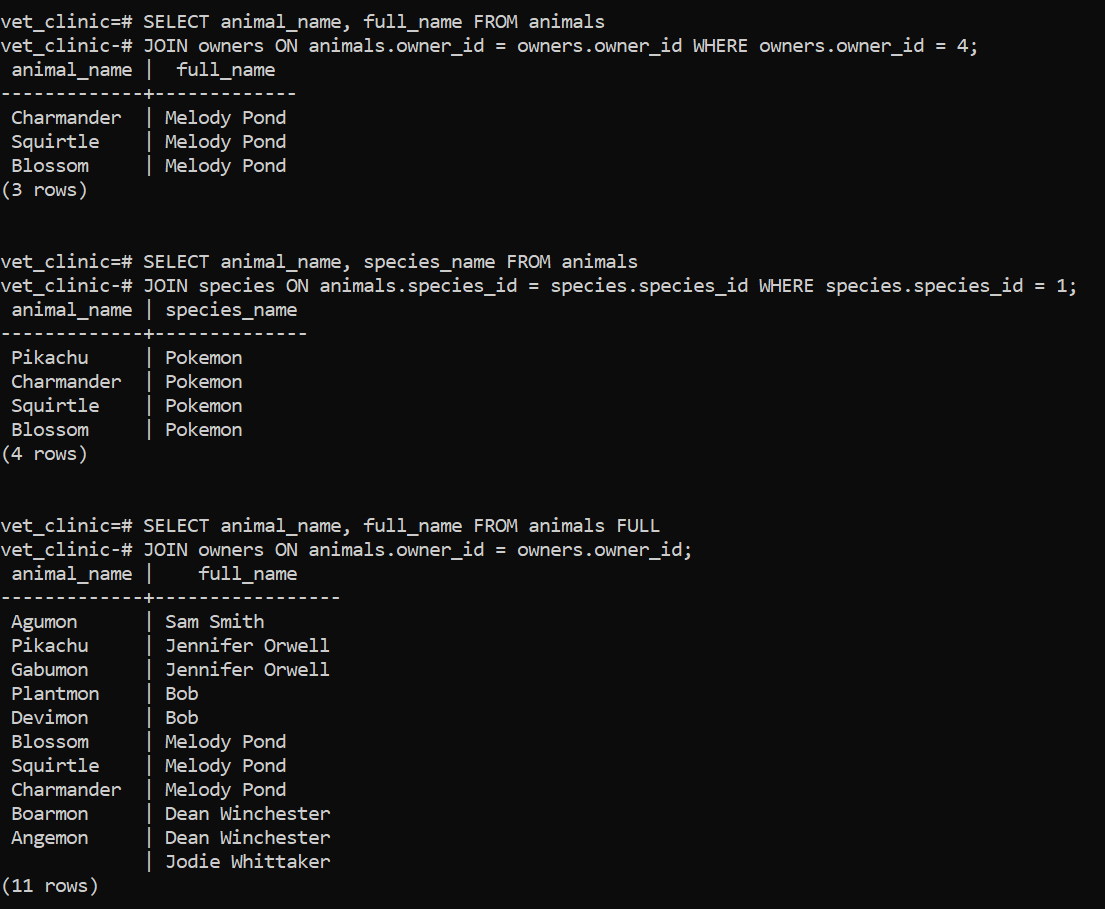 vet_clinic=# SELECT animal_name, full_name FROM animals
vet_clinic-# JOIN owners ON animals.owner_id = owners.owner_id WHERE owners.owner_id = 4;
 animal_name |  full_name
-------------+-------------
 Charmander  | Melody Pond
 Squirtle    | Melody Pond
 Blossom     | Melody Pond
(3 rows)


vet_clinic=# SELECT animal_name, species_name FROM animals
vet_clinic-# JOIN species ON animals.species_id = species.species_id WHERE species.species_id = 1;
 animal_name | species_name
-------------+--------------
 Pikachu     | Pokemon
 Charmander  | Pokemon
 Squirtle    | Pokemon
 Blossom     | Pokemon
(4 rows)


vet_clinic=# SELECT animal_name, full_name FROM animals FULL
vet_clinic-# JOIN owners ON animals.owner_id = owners.owner_id;
 animal_name |    full_name
-------------+-----------------
 Agumon      | Sam Smith
 Pikachu     | Jennifer Orwell
 Gabumon     | Jennifer Orwell
 Plantmon    | Bob
 Devimon     | Bob
 Blossom     | Melody Pond
 Squirtle    | Melody Pond
 Charmander  | Melody Pond
 Boarmon     | Dean Winchester
 Angemon     | Dean Winchester
             | Jodie Whittaker
(11 rows)